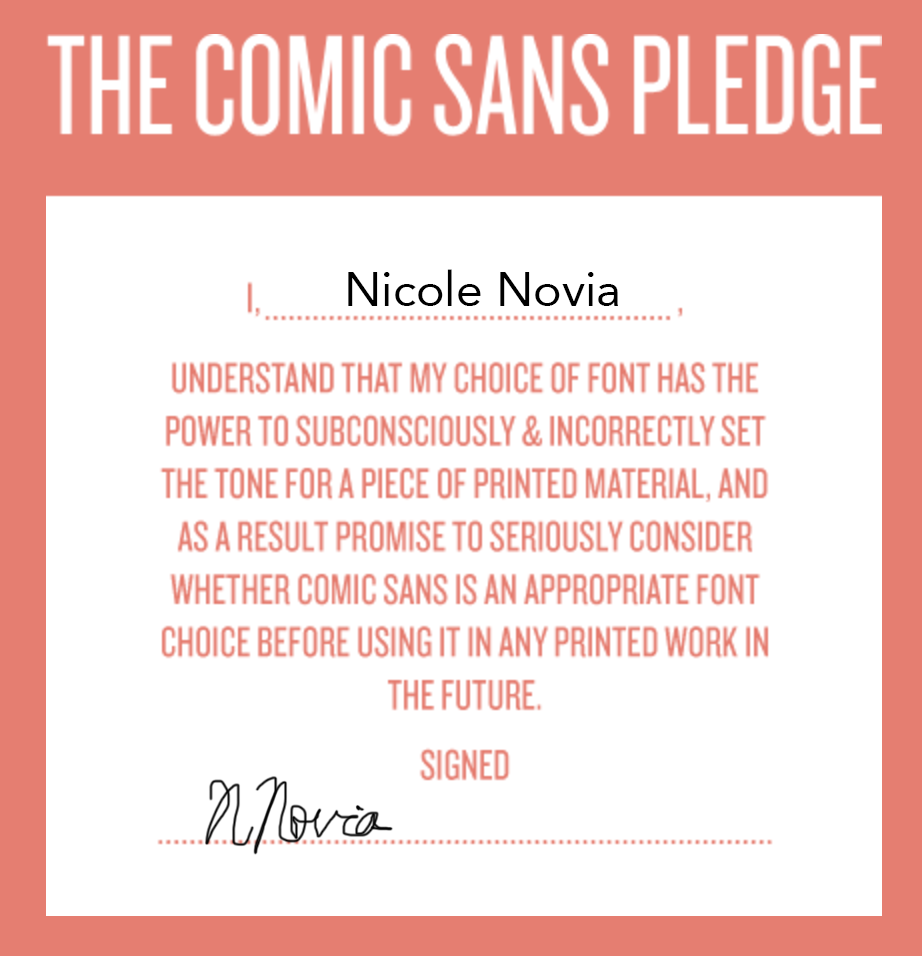 THE COMIC SANS PLEDGE
I, Nicole Novia ,
UNDERSTAND THAT MY CHOICE OF FONT HAS THE
POWER TO SUBCONSCIOUSLY & INCORRECTLY SET
THE TONE FOR A PIECE OF PRINTED MATERIAL, AND
AS A RESULT PROMISE TO SERIOUSLY CONSIDER
WHETHER COMIC SANS IS AN APPROPRIATE FONT
CHOICE BEFORE USING IT IN ANY PRINTED WORK IN
THE FUTURE.
SIGNED
N Novia